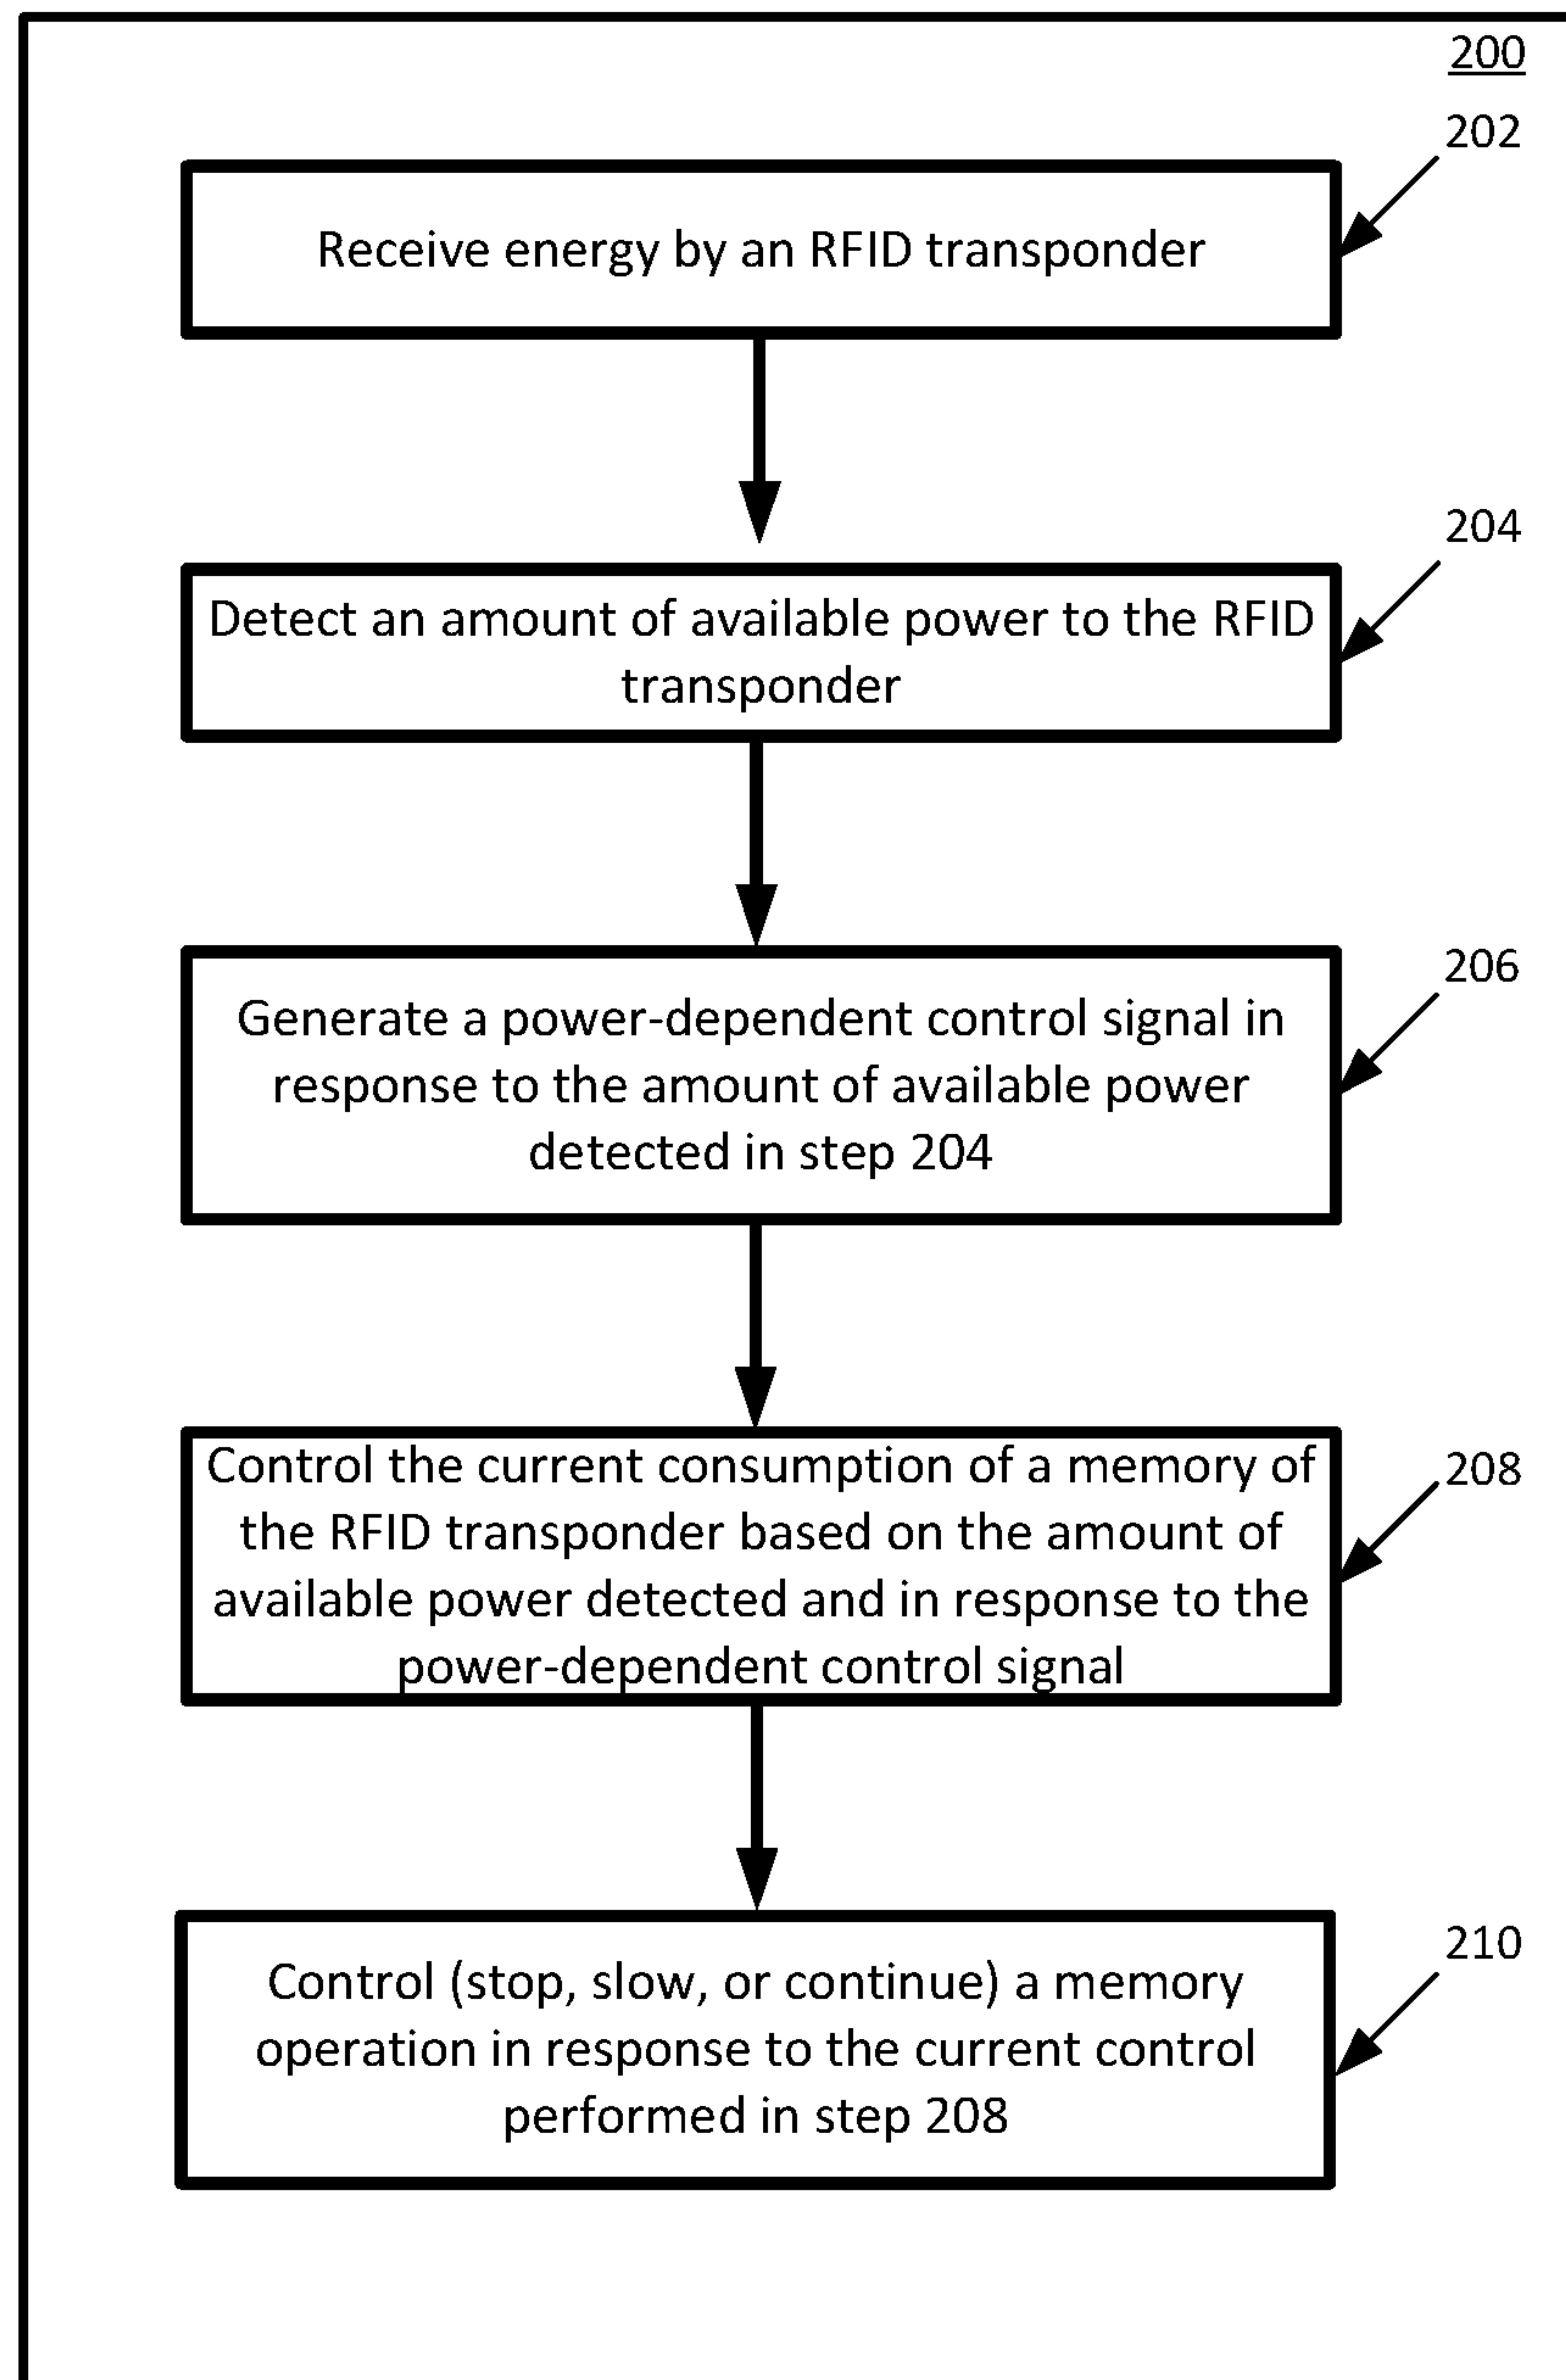 200
202
Receive energy by an RFID transponder
204
Detect an amount of available power to the RFID
transponder
206
Generate a power-dependent control signal in
response to the amount of available power
detected in step 204
208
Control the current consumption of a memory of
the RFID transponder based on the amount of
available power detected and in response to the
power-dependent control signal
210
Control (stop, slow, or continue) a memory
operation in response to the current control
performed in step 208